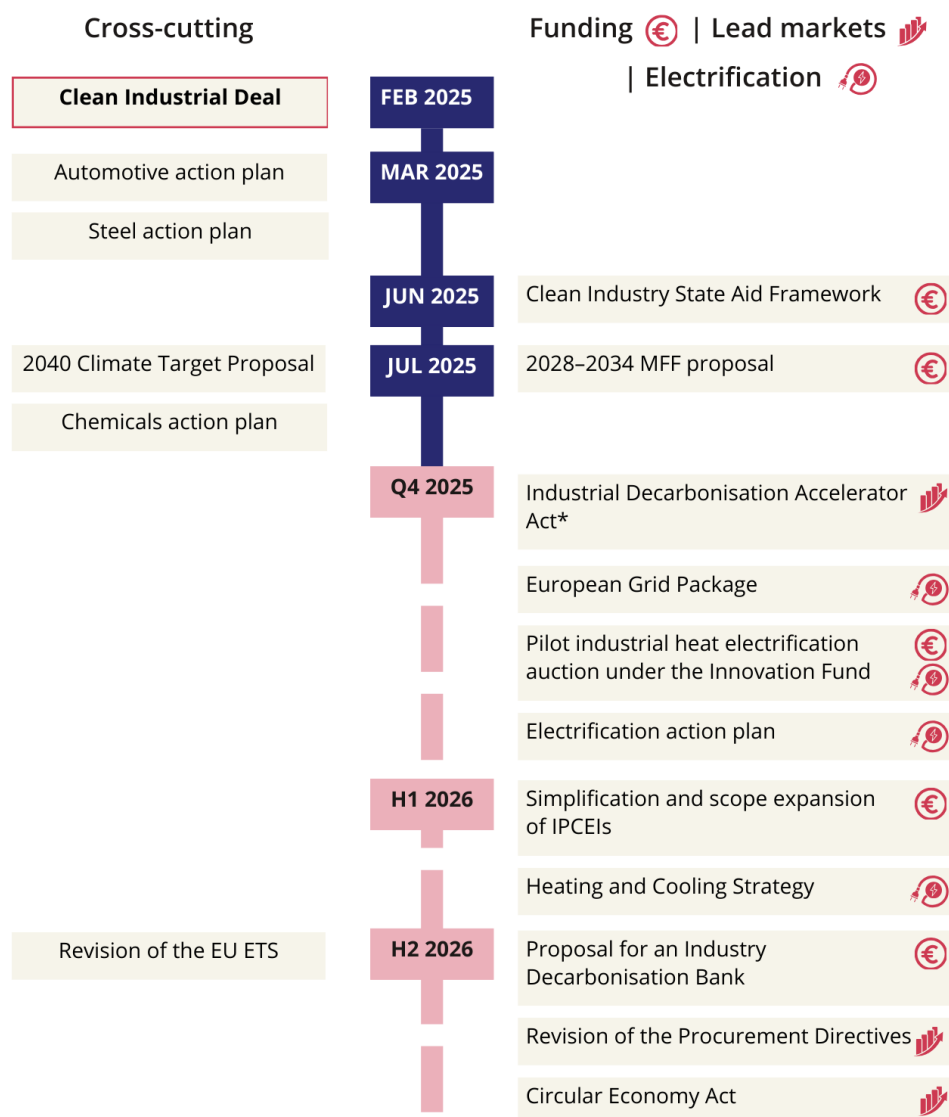 Cross-cutting
Funding € | Lead markets
| Electrification
Clean Industrial Deal
FEB 2025
Automotive action plan
MAR 2025
Steel action plan
JUN 2025
Clean Industry State Aid Framework €
2040 Climate Target Proposal
JUL 2025
2028–2034 MFF proposal €
Chemicals action plan
Q4 2025
Industrial Decarbonisation Accelerator
Act*
European Grid Package
Pilot industrial heat electrification €
auction under the Innovation Fund
Electrification action plan
H1 2026
Simplification and scope expansion €
of IPCEIs
Heating and Cooling Strategy
Revision of the EU ETS
H2 2026
Proposal for an Industry €
Decarbonisation Bank
Revision of the Procurement Directives
Circular Economy Act